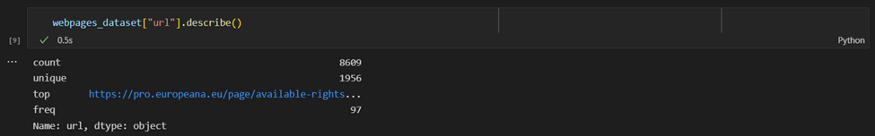 webpages_dataset["url"].describe()
[9] 0.5s Python
... count 8609
unique 1956
top https://pro.europeana.eu/page/available-rights...
freq 97
Name: url, dtype: object